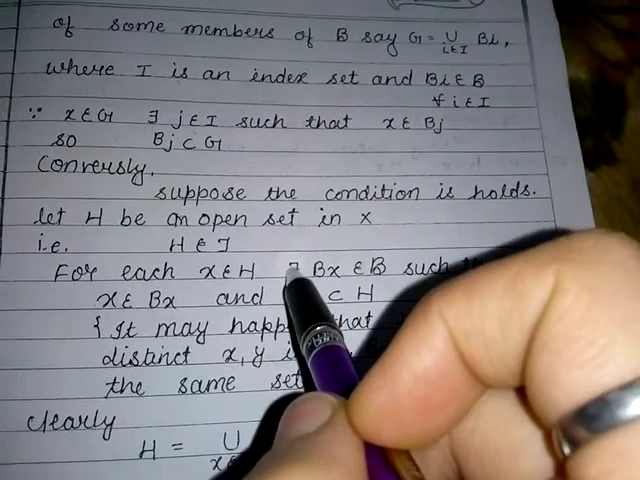 of some members of B say G = ∪ i∈I Bi,
where I is an index set and Bi ∈ B
∀ i ∈ I
∵ x ∈ G ∃ j ∈ I such that x ∈ Bj
so Bj ⊂ G
Conversly.
suppose the condition is holds.
let H be an open set in X
i.e. H ∈ J
For each x ∈ H ∃ Bx ∈ B such
x ∈ Bx and ⊂ H
{ It may happ that
distinct x, y i
the same set
clearly
H = ∪